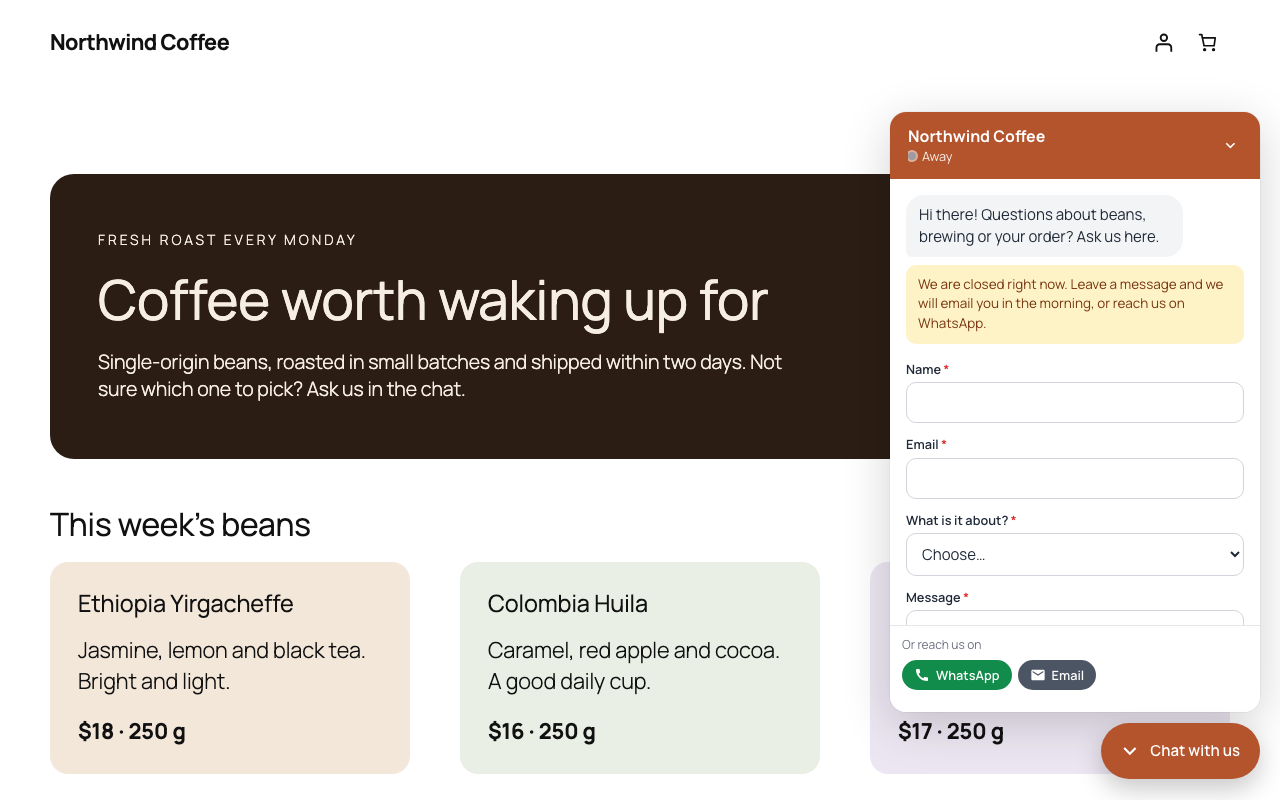 Northwind Coffee
FRESH ROAST EVERY MONDAY
Coffee worth waking up for
Single-origin beans, roasted in small batches and shipped within two days. Not
sure which one to pick? Ask us in the chat.
This week's beans
Ethiopia Yirgacheffe
Jasmine, lemon and black tea.
Bright and light.
$18 · 250 g
Colombia Huila
Caramel, red apple and cocoa.
A good daily cup.
$16 · 250 g
$17 · 250 g
Northwind Coffee
Away
Hi there! Questions about beans,
brewing or your order? Ask us here.
We are closed right now. Leave a message and we
will email you in the morning, or reach us on
WhatsApp.
Name *
Email *
What is it about? *
Choose…
Message *
Or reach us on
WhatsApp
Email
Chat with us